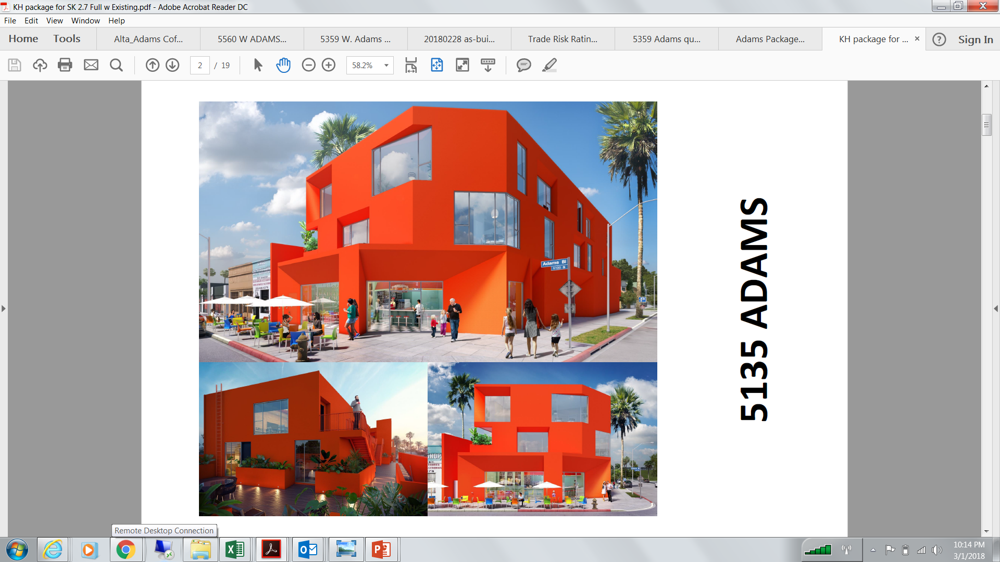 KH package for SK 2.7 Full w Existing.pdf - Adobe Acrobat Reader DC
File Edit View Window Help
Home Tools Alta_Adams Cof... 5560 W ADAMS... 5359 W. Adams ... 20180228 as-bui... Trade Risk Ratin... 5359 Adams qu... Adams Package... KH package for ... × ? Sign In
2 / 19 58.2%
Adams Bl
5100
5135 ADAMS
SHOP
Remote Desktop Connection
10:14 PM
3/1/2018